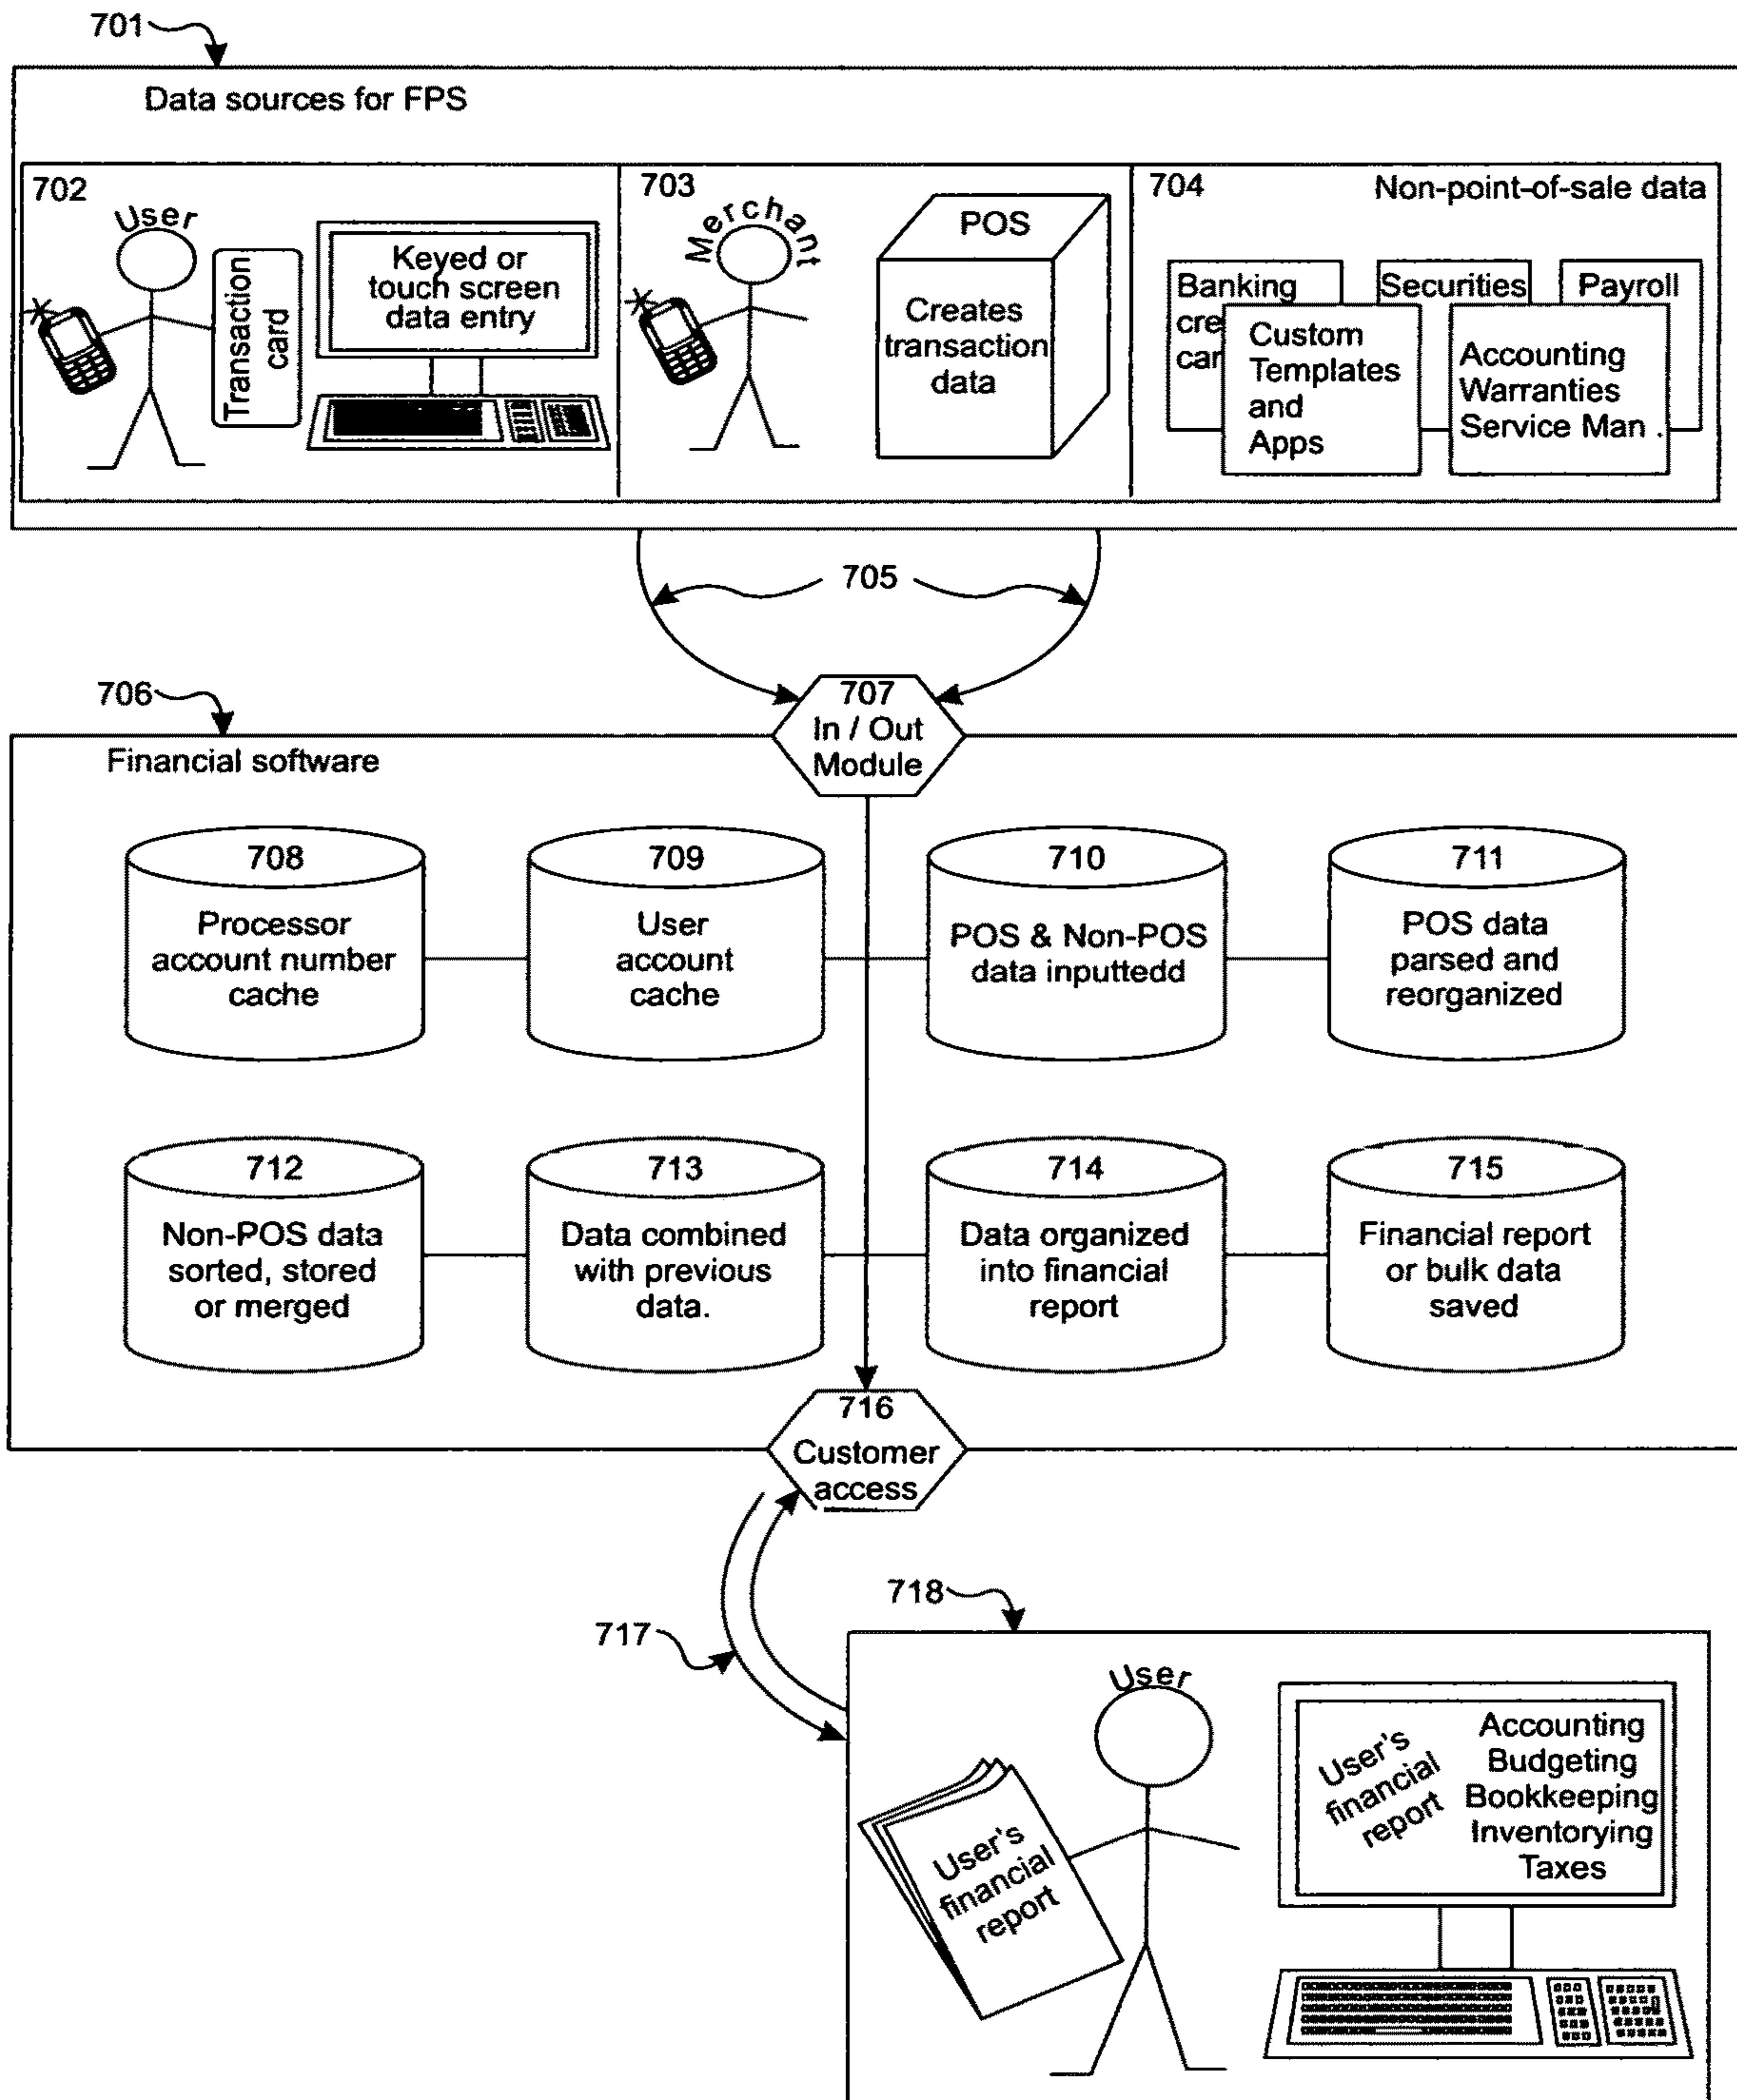 701
Data sources for FPS
702
User
Transaction
card
Keyed or
touch screen
data entry
703
Merchant
POS
Creates
transaction
data
704
Non-point-of-sale data
Banking
cre
car
Securities
Payroll
Custom
Templates
and
Apps
Accounting
Warranties
Service Man .
705
706
707
In / Out
Module
Financial software
708
Processor
account number
cache
709
User
account
cache
710
POS & Non-POS
data inputtedd
711
POS data
parsed and
reorganized
712
Non-POS data
sorted, stored
or merged
713
Data combined
with previous
data.
714
Data organized
into financial
report
715
Financial report
or bulk data
saved
716
Customer
access
717
718
User
User's
financial
report
User's
financial
report
Accounting
Budgeting
Bookkeeping
Inventorying
Taxes